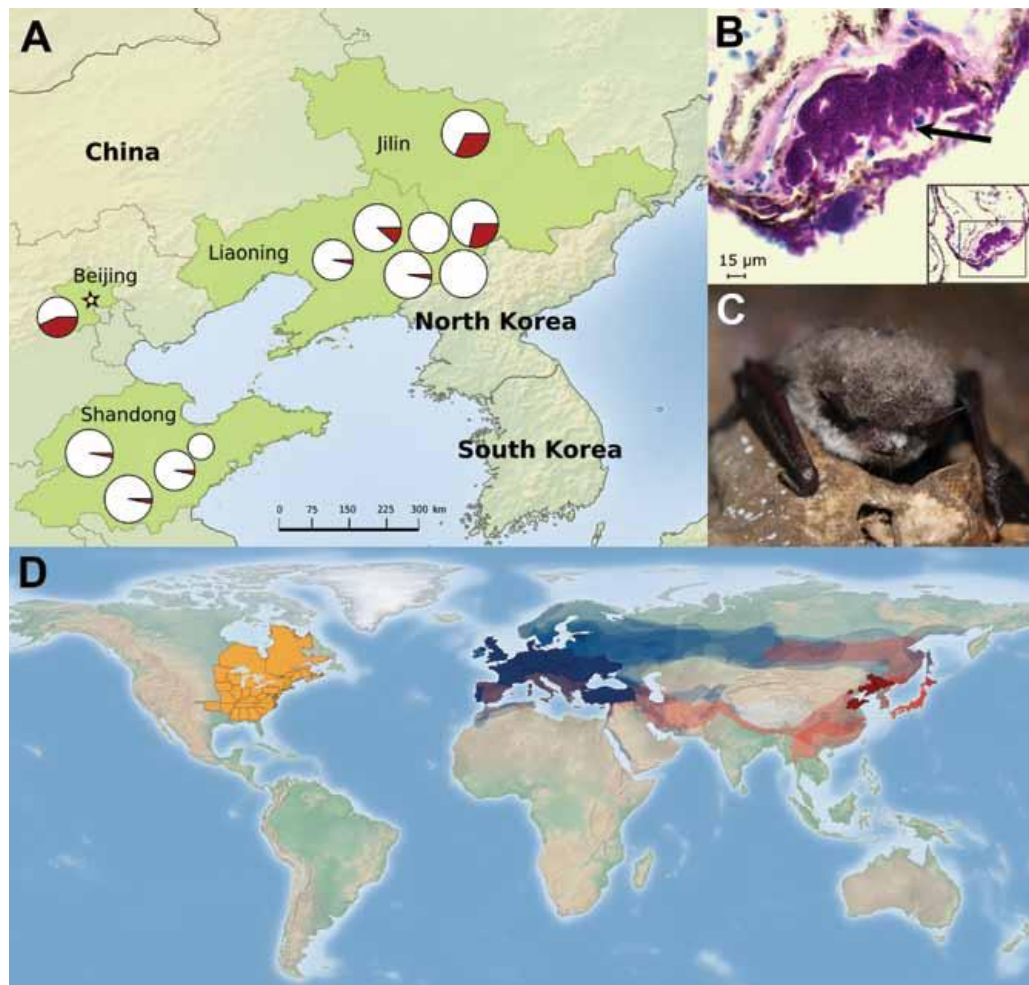 A
China
Jilin
Liaoning
Beijing
North Korea
Shandong
South Korea
0 75 150 225 300 km
B
15 µm
C
D